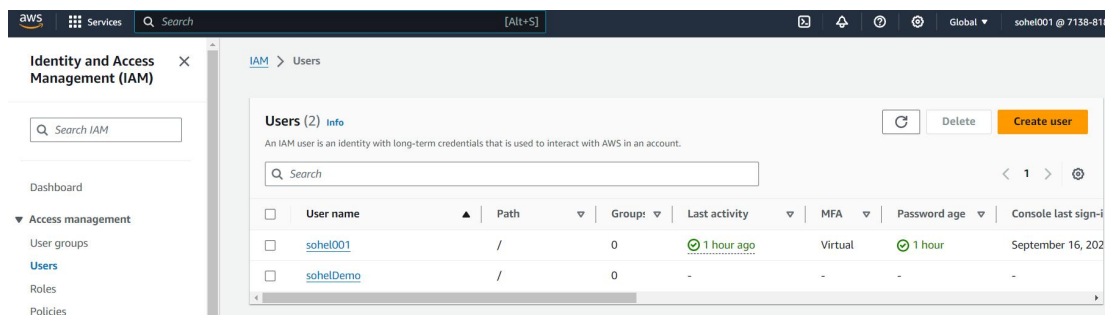 aws Services Search [Alt+S] Global sohel001 @ 7138-818
Identity and Access
Management (IAM)
Search IAM
Dashboard
Access management
User groups
Users
Roles
Policies
IAM > Users
Users (2) Info
Delete Create user
An IAM user is an identity with long-term credentials that is used to interact with AWS in an account.
Search
1
User name Path Groups Last activity MFA Password age Console last sign-i
sohel001 / 0 1 hour ago Virtual 1 hour September 16, 202
sohelDemo / 0 - - - -